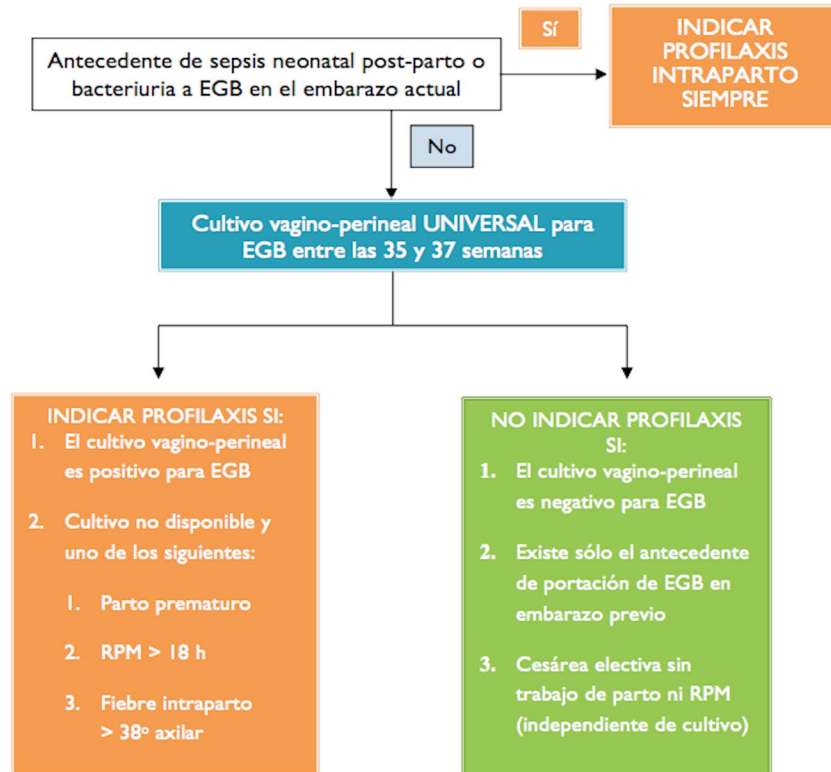 Sí
INDICAR
PROFILAXIS
INTRAPARTO
SIEMPRE
Antecedente de sepsis neonatal post-parto o
bacteriuria a EGB en el embarazo actual
No
Cultivo vagino-perineal UNIVERSAL para
EGB entre las 35 y 37 semanas
INDICAR PROFILAXIS SI:
1. El cultivo vagino-perineal
es positivo para EGB
2. Cultivo no disponible y
uno de los siguientes:
1. Parto prematuro
2. RPM > 18 h
3. Fiebre intraparto
> 38º axilar
NO INDICAR PROFILAXIS
SI:
1. El cultivo vagino-perineal
es negativo para EGB
2. Existe sólo el antecedente
de portación de EGB en
embarazo previo
3. Cesárea electiva sin
trabajo de parto ni RPM
(independiente de cultivo)